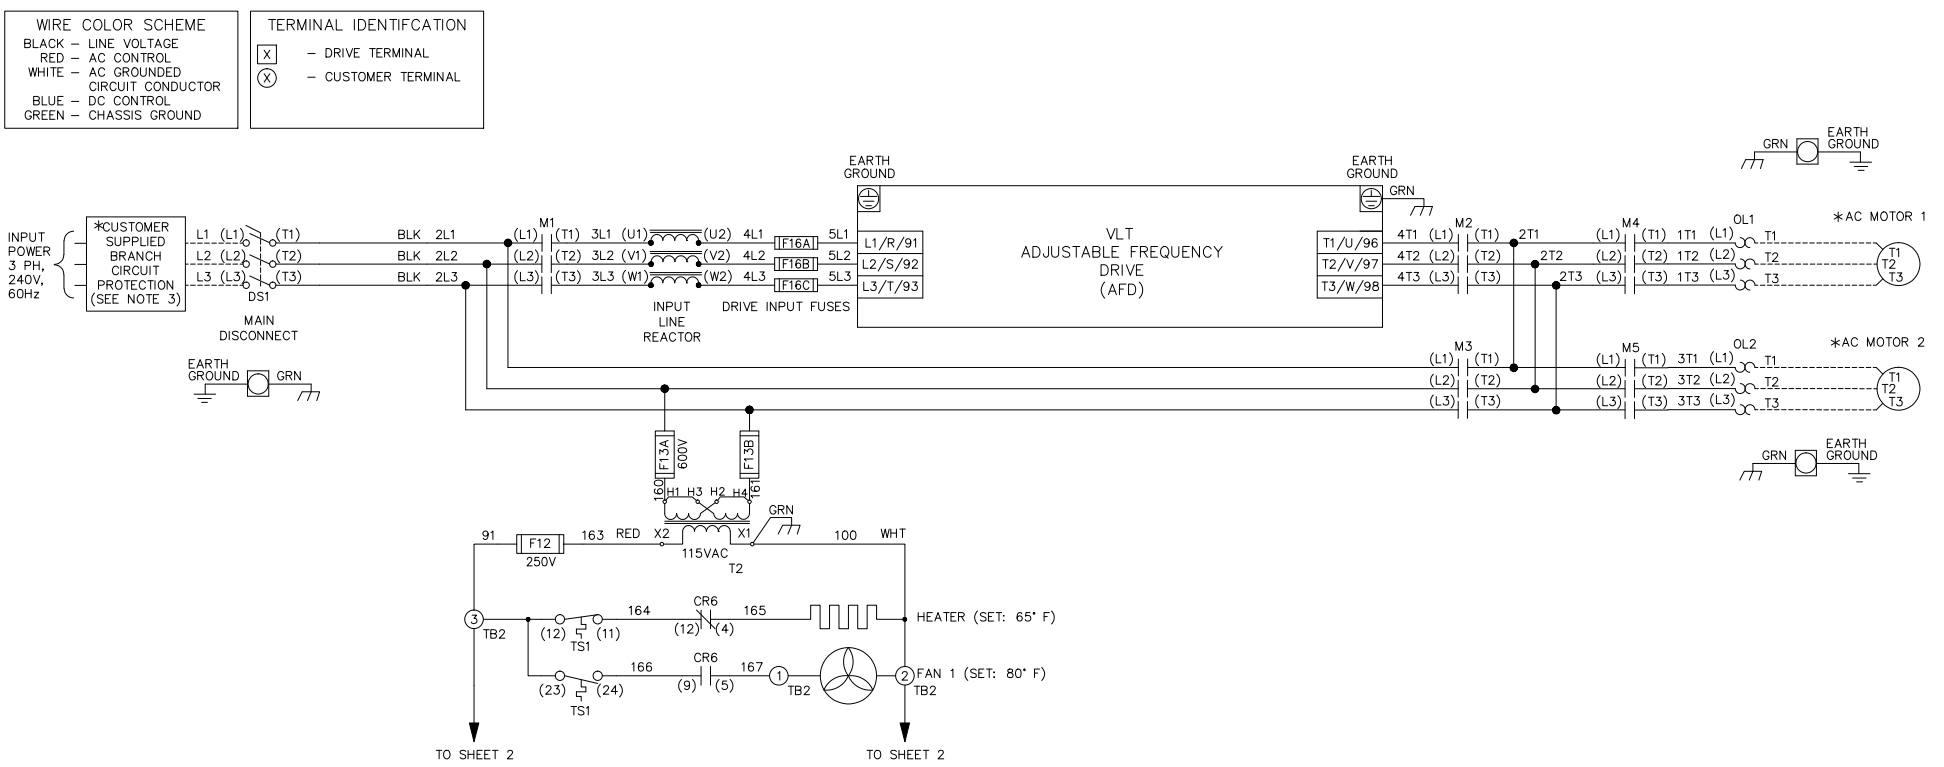 WIRE COLOR SCHEME
BLACK – LINE VOLTAGE
RED – AC CONTROL
WHITE – AC GROUNDED
CIRCUIT CONDUCTOR
BLUE – DC CONTROL
GREEN – CHASSIS GROUND
TERMINAL IDENTIFCATION
X – DRIVE TERMINAL
X – CUSTOMER TERMINAL
INPUT
POWER
3 PH,
240V,
60Hz
*CUSTOMER
SUPPLIED
BRANCH
CIRCUIT
PROTECTION
(SEE NOTE 3)
L1 (L1) (T1) BLK 2L1 (L1) M1 (T1) 3L1 (U1) (U2) 4L1 F16A 5L1 L1/R/91
L2 (L2) (T2) BLK 2L2 (L2) (T2) 3L2 (V1) (V2) 4L2 F16B 5L2 L2/S/92
L3 (L3) (T3) BLK 2L3 (L3) (T3) 3L3 (W1) (W2) 4L3 F16C 5L3 L3/T/93
DS1
MAIN
DISCONNECT
INPUT
LINE
REACTOR
DRIVE INPUT FUSES
EARTH
GROUND
GRN
EARTH
GROUND
VLT
ADJUSTABLE FREQUENCY
DRIVE
(AFD)
EARTH
GROUND
GRN
T1/U/96 4T1 (L1) M2 (T1) 2T1 (L1) M4 (T1) 1T1 (L1) OL1 T1
T2/V/97 4T2 (L2) (T2) 2T2 (L2) (T2) 1T2 (L2) T2
T3/W/98 4T3 (L3) (T3) 2T3 (L3) (T3) 1T3 (L3) T3
*AC MOTOR 1
T1
T2
T3
GRN
EARTH
GROUND
(L1) M3 (T1) (L1) M5 (T1) 3T1 (L1) OL2 T1
(L2) (T2) (L2) (T2) 3T2 (L2) T2
(L3) (T3) (L3) (T3) 3T3 (L3) T3
*AC MOTOR 2
T1
T2
T3
GRN
EARTH
GROUND
F13A
600V
F13B
160
161
H1 H3 H2 H4
GRN
91 F12 163 RED X2 X1 100 WHT
250V
115VAC
T2
3
TB2
(12) (11)
TS1
164
CR6
(12) (4)
165
HEATER (SET: 65° F)
(23) (24)
TS1
166
CR6
(9) (5)
167
1
TB2
2
TB2
FAN 1 (SET: 80° F)
TO SHEET 2
TO SHEET 2